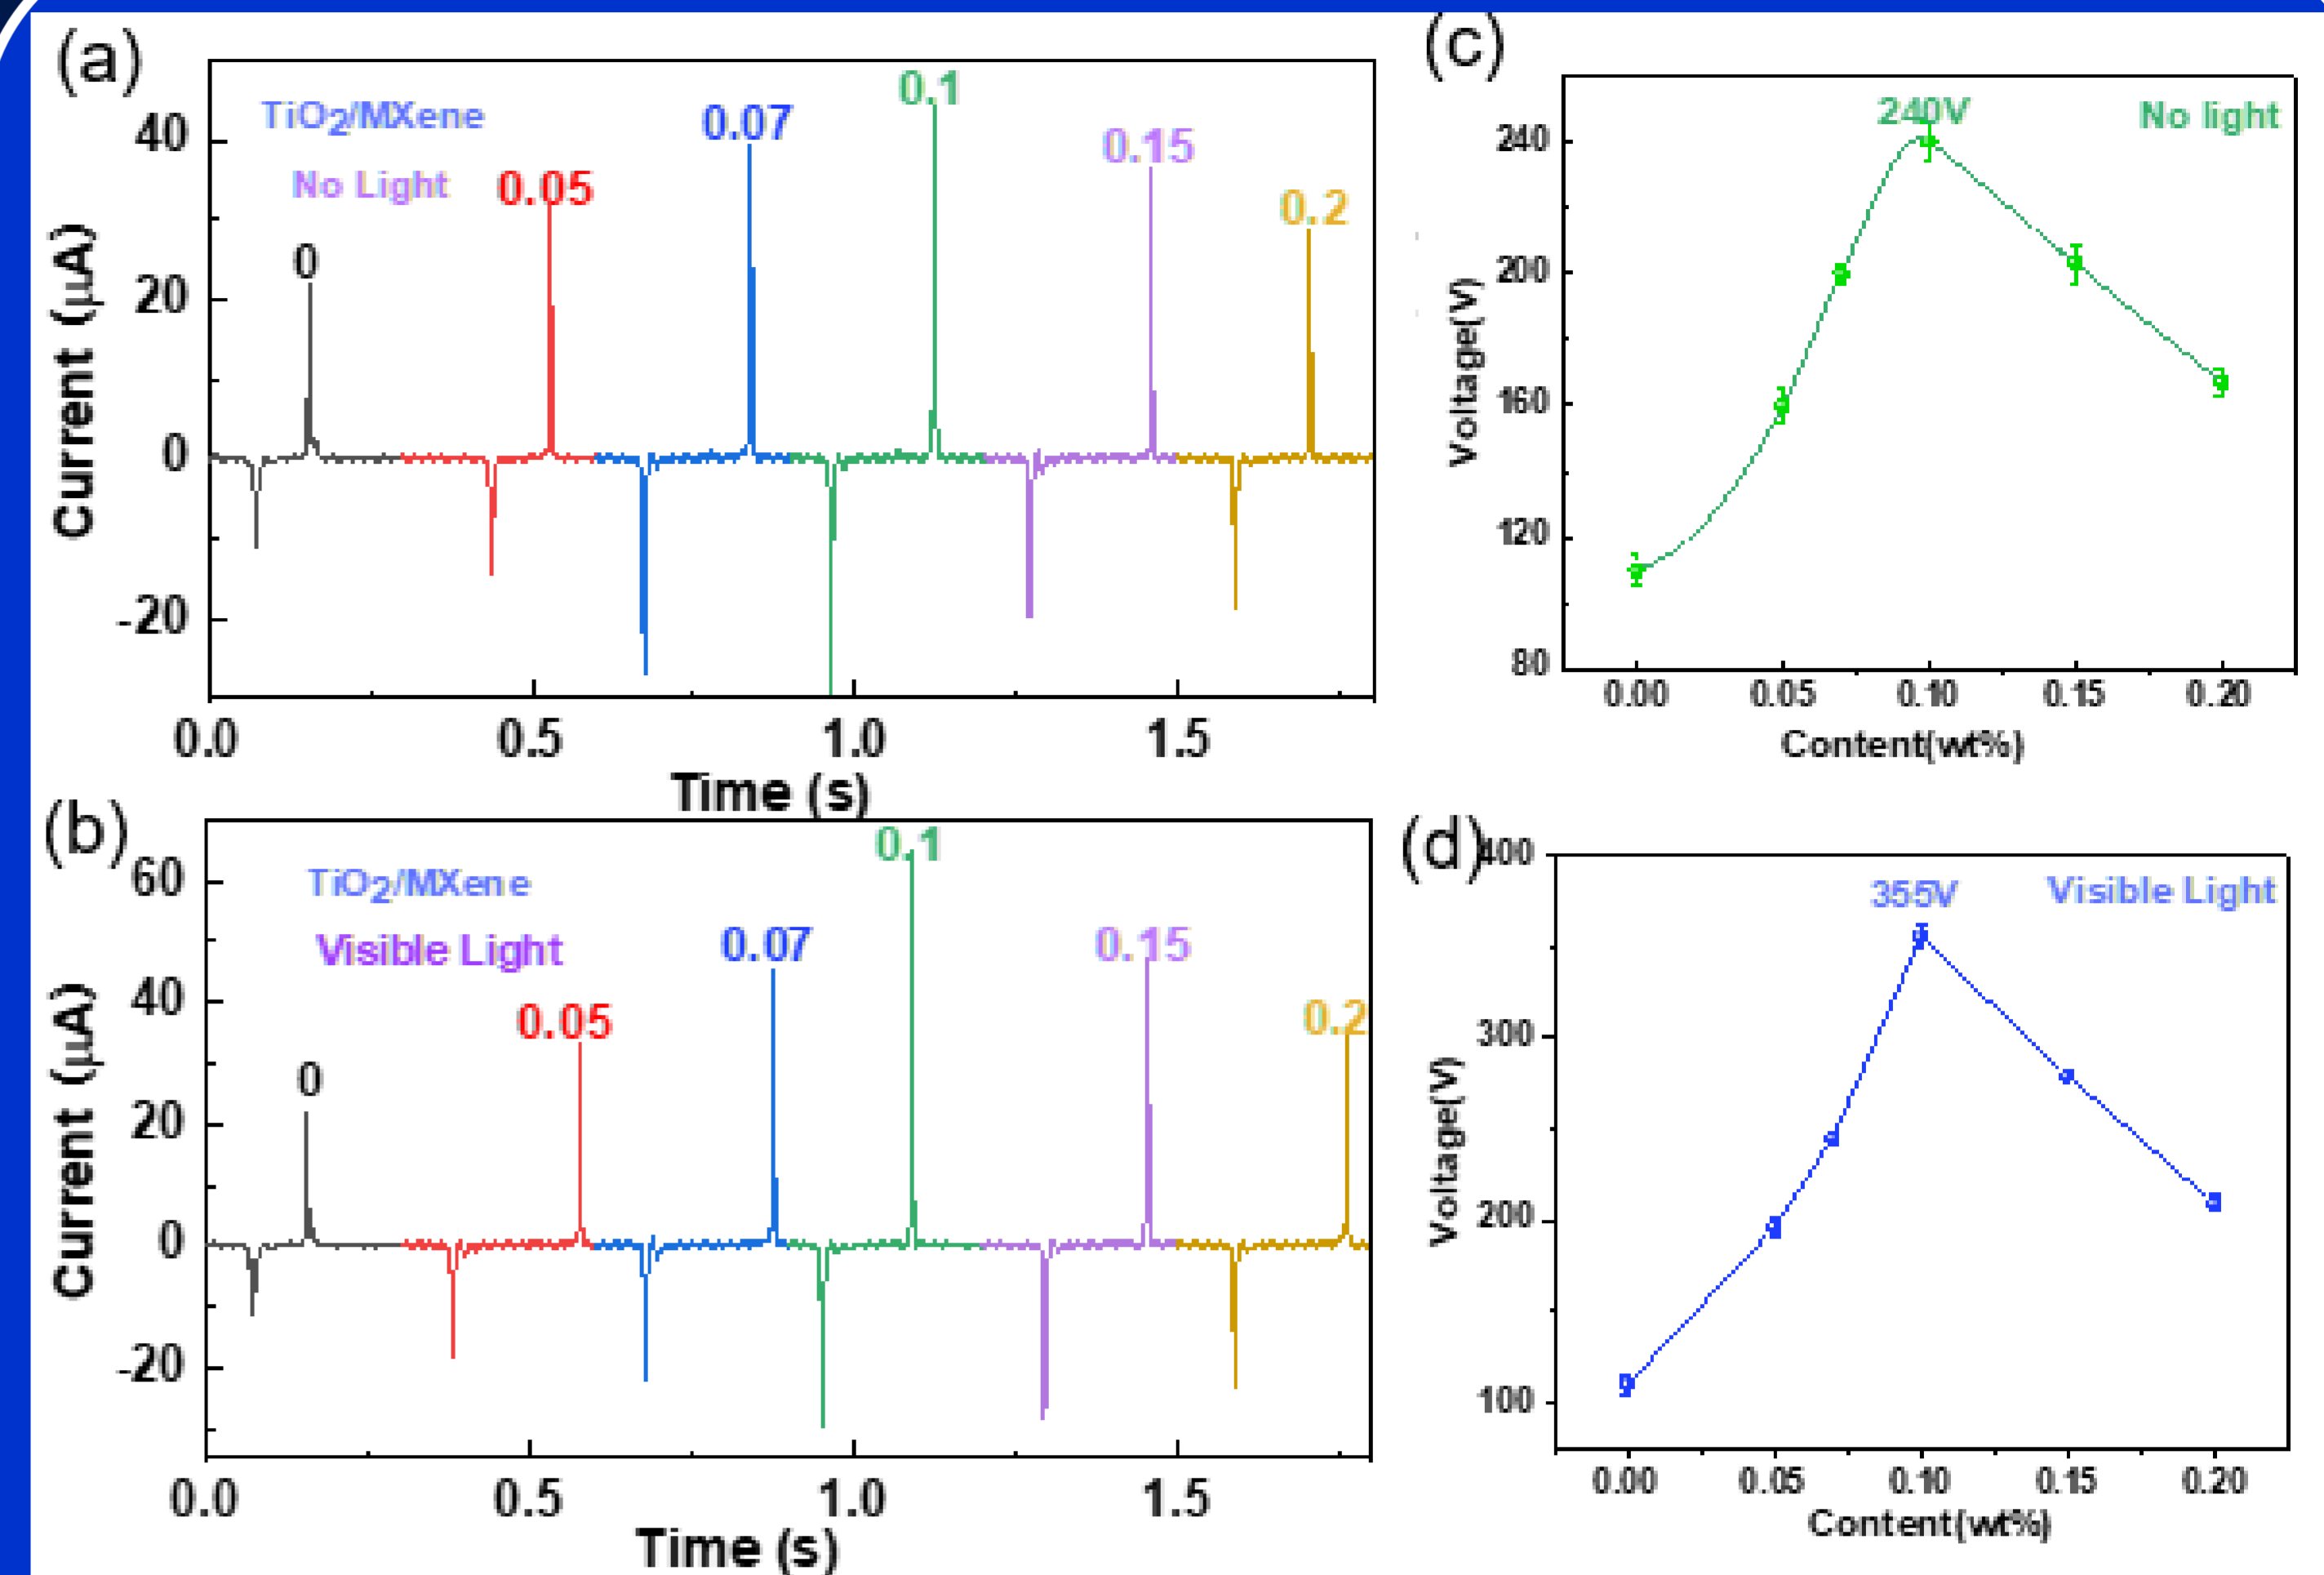 (a)
TiO2/MXene
No Light
0
0.05
0.07
0.1
0.15
0.2
40
20
0
-20
Current (μA)
0.0 0.5 1.0 1.5
Time (s)
(b)
TiO2/MXene
Visible Light
0
0.05
0.07
0.1
0.15
0.2
60
40
20
0
-20
Current (μA)
0.0 0.5 1.0 1.5
Time (s)
(c)
240V
No light
240
200
160
120
80
Voltage(V)
0.00 0.05 0.10 0.15 0.20
Content(wt%)
(d)
355V
Visible Light
400
300
200
100
Voltage(V)
0.00 0.05 0.10 0.15 0.20
Content(wt%)